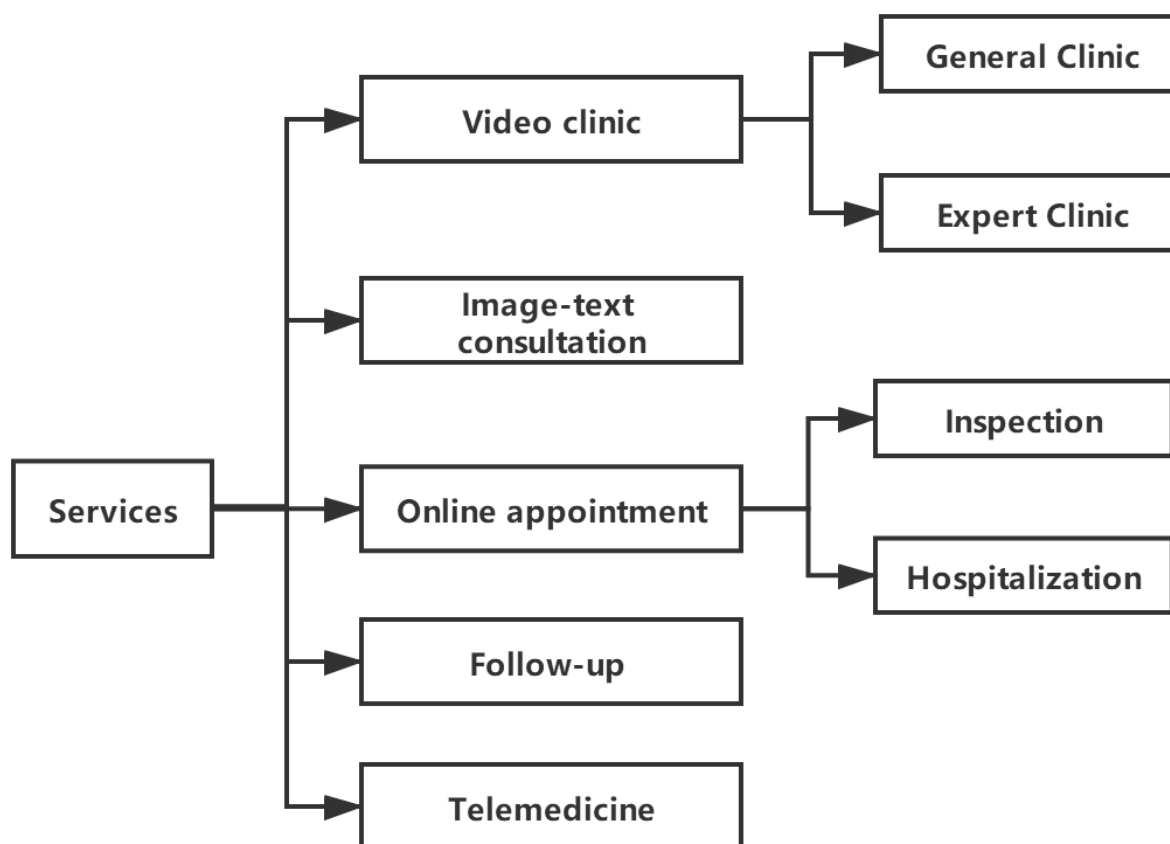 General Clinic
Video clinic
Expert Clinic
Image-text
consultation
Inspection
Services
Online appointment
Hospitalization
Follow-up
Telemedicine